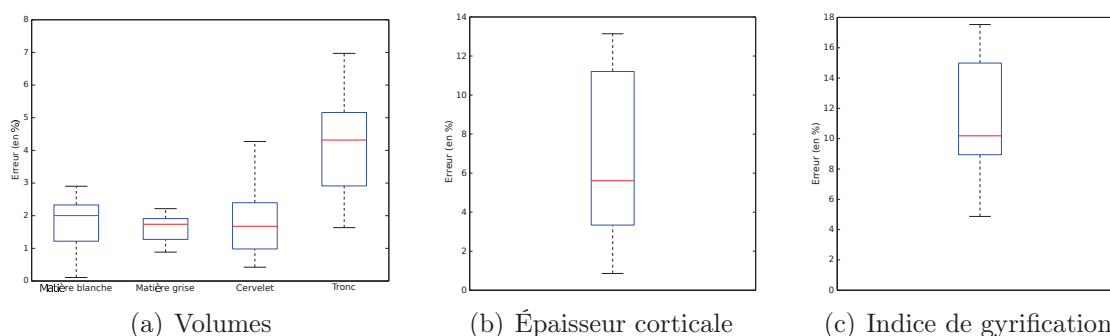 8
7
6
5
4
3
2
1
0
Erreur (en %)
Matière blanche
Matière grise
Cervelet
Tronc
(a) Volumes
14
12
10
8
6
4
2
0
Erreur (en %)
(b) Épaisseur corticale
18
16
14
12
10
8
6
4
2
0
Erreur (en %)
(c) Indice de gyrification